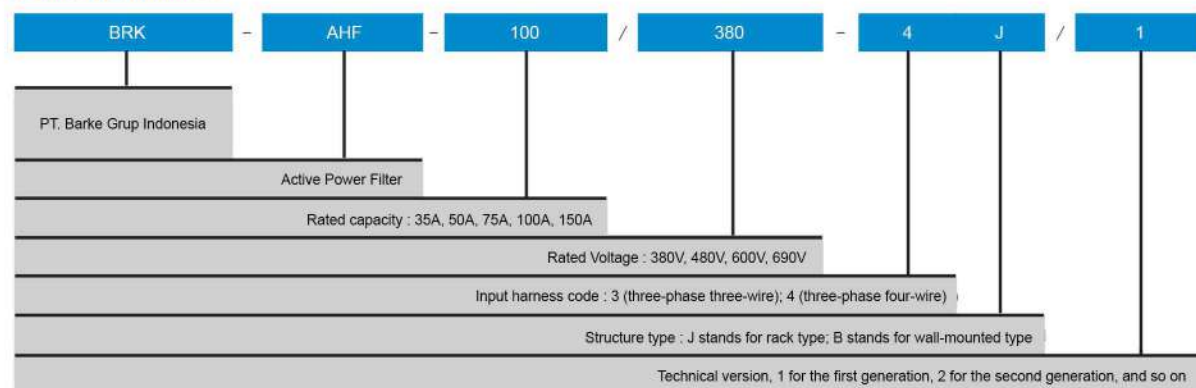 BRK - AHF - 100 / 380 - 4 J / 1
PT. Barke Grup Indonesia
Active Power Filter
Rated capacity : 35A, 50A, 75A, 100A, 150A
Rated Voltage : 380V, 480V, 600V, 690V
Input harness code : 3 (three-phase three-wire); 4 (three-phase four-wire)
Structure type : J stands for rack type; B stands for wall-mounted type
Technical version, 1 for the first generation, 2 for the second generation, and so on